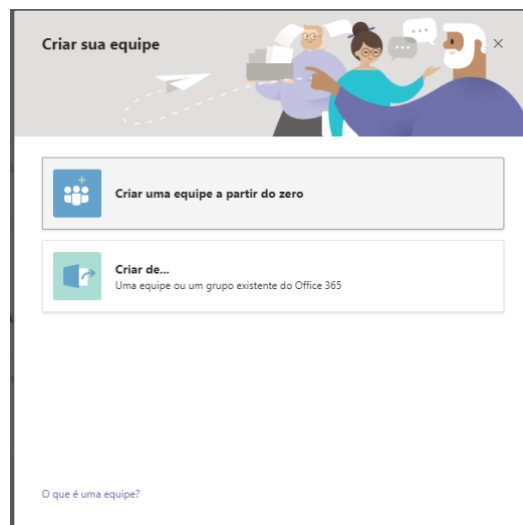 Criar sua equipe
Criar uma equipe a partir do zero
Criar de...
Uma equipe ou um grupo existente do Office 365
O que é uma equipe?